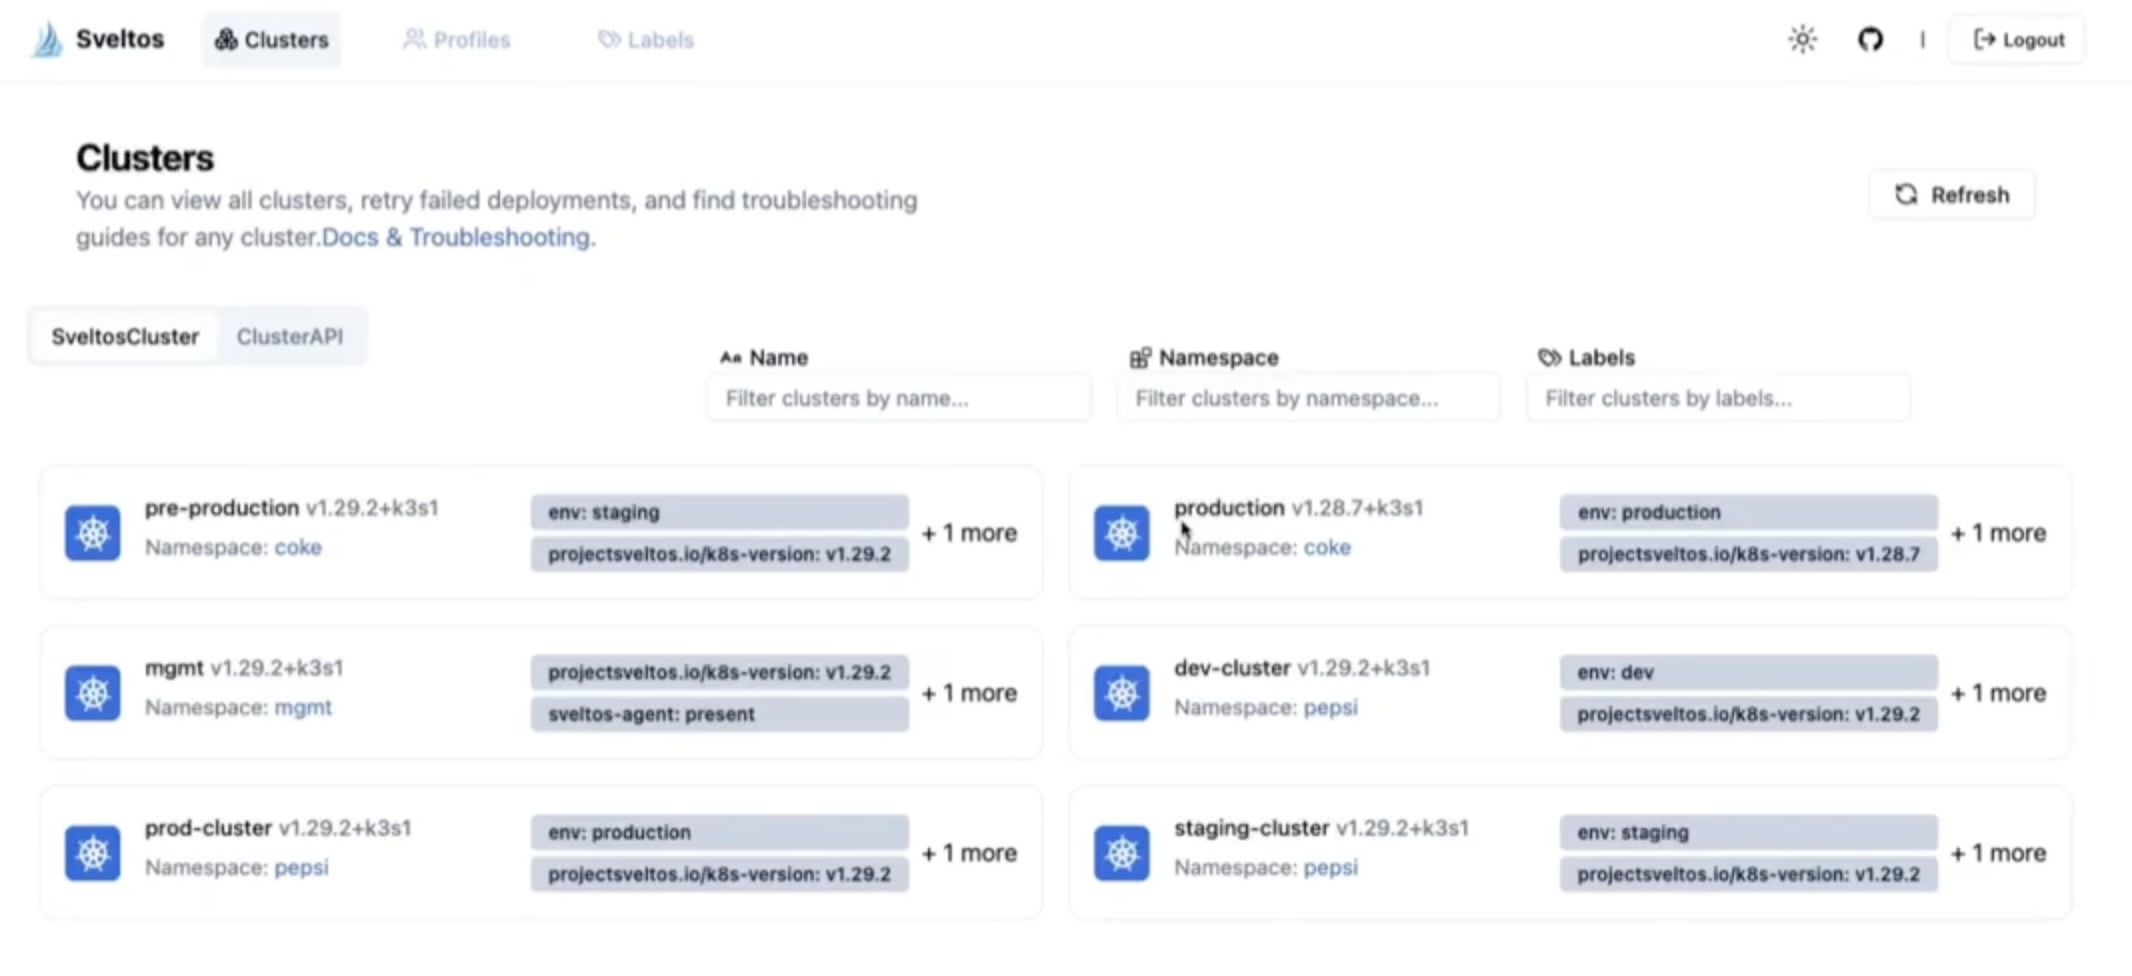 Sveltos Clusters Profiles Labels | Logout
Clusters
You can view all clusters, retry failed deployments, and find troubleshooting
guides for any cluster.Docs & Troubleshooting.
Refresh
SveltosCluster ClusterAPI
Aa Name
Filter clusters by name...
Namespace
Filter clusters by namespace...
Labels
Filter clusters by labels...
pre-production v1.29.2+k3s1
Namespace: coke
env: staging
projectsveltos.io/k8s-version: v1.29.2
+ 1 more
production v1.28.7+k3s1
Namespace: coke
env: production
projectsveltos.io/k8s-version: v1.28.7
+ 1 more
mgmt v1.29.2+k3s1
Namespace: mgmt
projectsveltos.io/k8s-version: v1.29.2
sveltos-agent: present
+ 1 more
dev-cluster v1.29.2+k3s1
Namespace: pepsi
env: dev
projectsveltos.io/k8s-version: v1.29.2
+ 1 more
prod-cluster v1.29.2+k3s1
Namespace: pepsi
env: production
projectsveltos.io/k8s-version: v1.29.2
+ 1 more
staging-cluster v1.29.2+k3s1
Namespace: pepsi
env: staging
projectsveltos.io/k8s-version: v1.29.2
+ 1 more